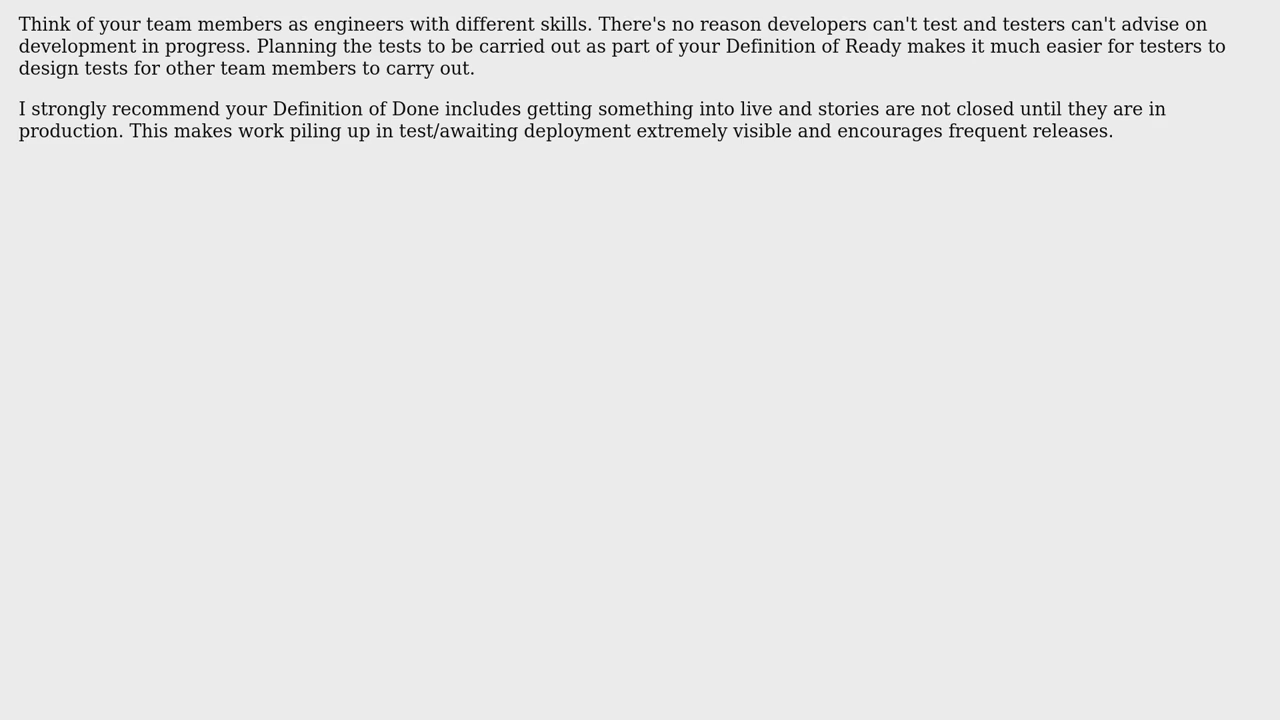 Think of your team members as engineers with different skills. There's no reason developers can't test and testers can't advise on
development in progress. Planning the tests to be carried out as part of your Definition of Ready makes it much easier for testers to
design tests for other team members to carry out.
I strongly recommend your Definition of Done includes getting something into live and stories are not closed until they are in
production. This makes work piling up in test/awaiting deployment extremely visible and encourages frequent releases.